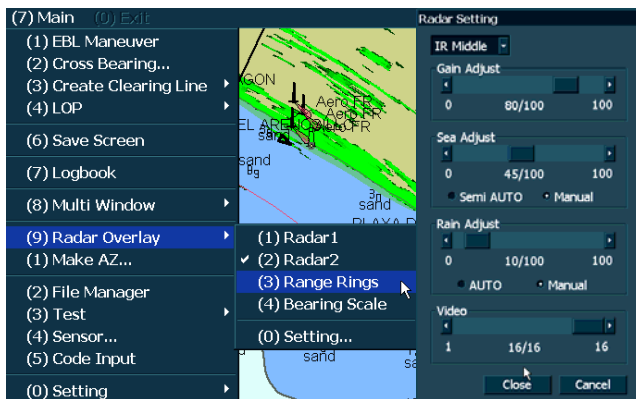 (7) Main (0) Exit
(1) EBL Maneuver
(2) Cross Bearing...
(3) Create Clearing Line
(4) LOP
(6) Save Screen
(7) Logbook
(8) Multi Window
(9) Radar Overlay
(1) Make AZ...
(2) File Manager
(3) Test
(4) Sensor...
(5) Code Input
(0) Setting
GON
Aero FR
Aero FR
EL ARENOSILLO
sand
sand
sand
PLAYA D
(1) Radar1
✓ (2) Radar2
(3) Range Rings
(4) Bearing Scale
(0) Setting...
sand
Radar Setting
IR Middle
Gain Adjust
0 80/100 100
Sea Adjust
0 45/100 100
Semi AUTO Manual
Rain Adjust
0 10/100 100
AUTO Manual
Video
1 16/16 16
Close Cancel